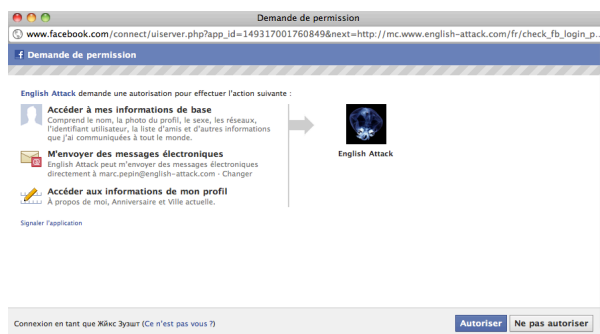 Demande de permission
www.facebook.com/connect/uiserver.php?app_id=149317001760849&next=http://mc.www.english-attack.com/fr/check_fb_login_p...
f Demande de permission
English Attack demande une autorisation pour effectuer l'action suivante :
Accéder à mes informations de base
Comprend le nom, la photo du profil, le sexe, les réseaux,
l'identifiant utilisateur, la liste d'amis et d'autres informations
que j'ai communiquées à tout le monde.
M'envoyer des messages électroniques
English Attack peut m'envoyer des messages électroniques
directement à marc.pepin@english-attack.com · Changer
Accéder aux informations de mon profil
À propos de moi, Anniversaire et Ville actuelle.
English Attack
Signaler l'application
Connexion en tant que Жйкс Зузшт (Ce n'est pas vous ?)
Autoriser
Ne pas autoriser